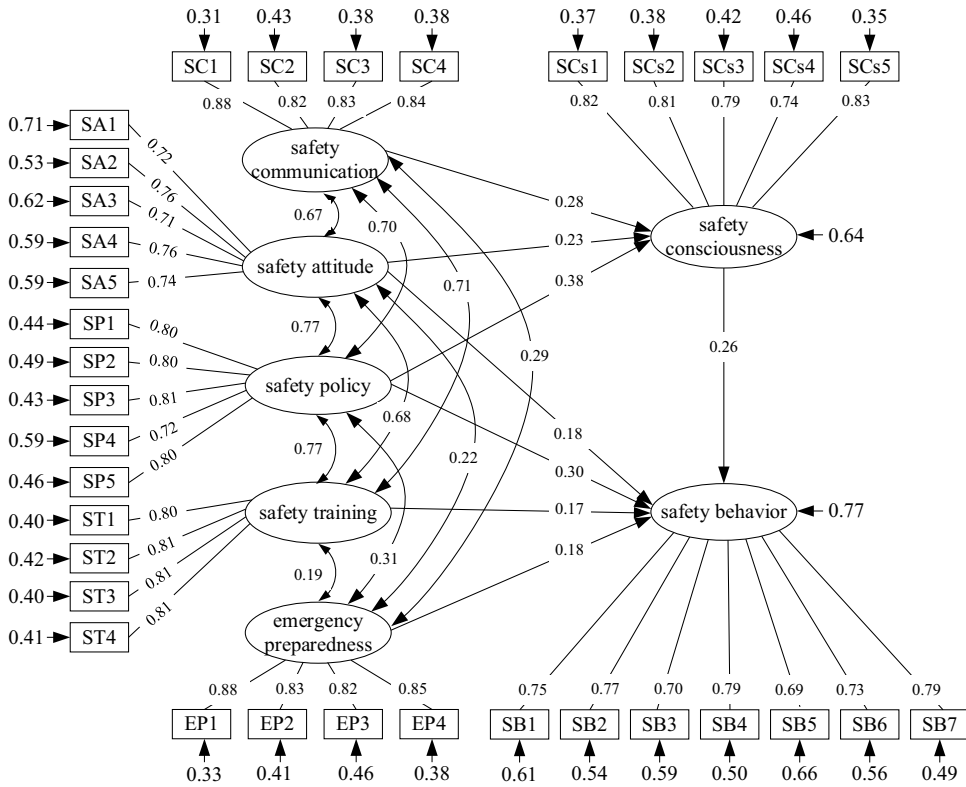 0.31 0.43 0.38 0.38
0.37 0.38 0.42 0.46 0.35
SC1 SC2 SC3 SC4
SCs1 SCs2 SCs3 SCs4 SCs5
0.88 0.82 0.83 0.84
0.82 0.81 0.79 0.74 0.83
0.71 SA1 0.72
0.53 SA2 0.76
0.62 SA3 0.71
0.59 SA4 0.76
0.59 SA5 0.74
0.44 SP1 0.80
0.49 SP2 0.80
0.43 SP3 0.81
0.59 SP4 0.72
0.46 SP5 0.80
0.40 ST1 0.80
0.42 ST2 0.81
0.40 ST3 0.81
0.41 ST4 0.81
safety
communication
0.67
0.70
safety attitude
0.71
0.77
0.29
safety policy
0.68
0.77
0.22
safety training
0.31
0.19
emergency
preparedness
0.28
0.23
0.38
safety
consciousness
0.64
0.26
0.18
0.30
0.17
0.18
safety behavior
0.77
0.88 0.83 0.82 0.85
EP1 EP2 EP3 EP4
0.33 0.41 0.46 0.38
0.75 0.77 0.70 0.79 0.69 0.73 0.79
SB1 SB2 SB3 SB4 SB5 SB6 SB7
0.61 0.54 0.59 0.50 0.66 0.56 0.49